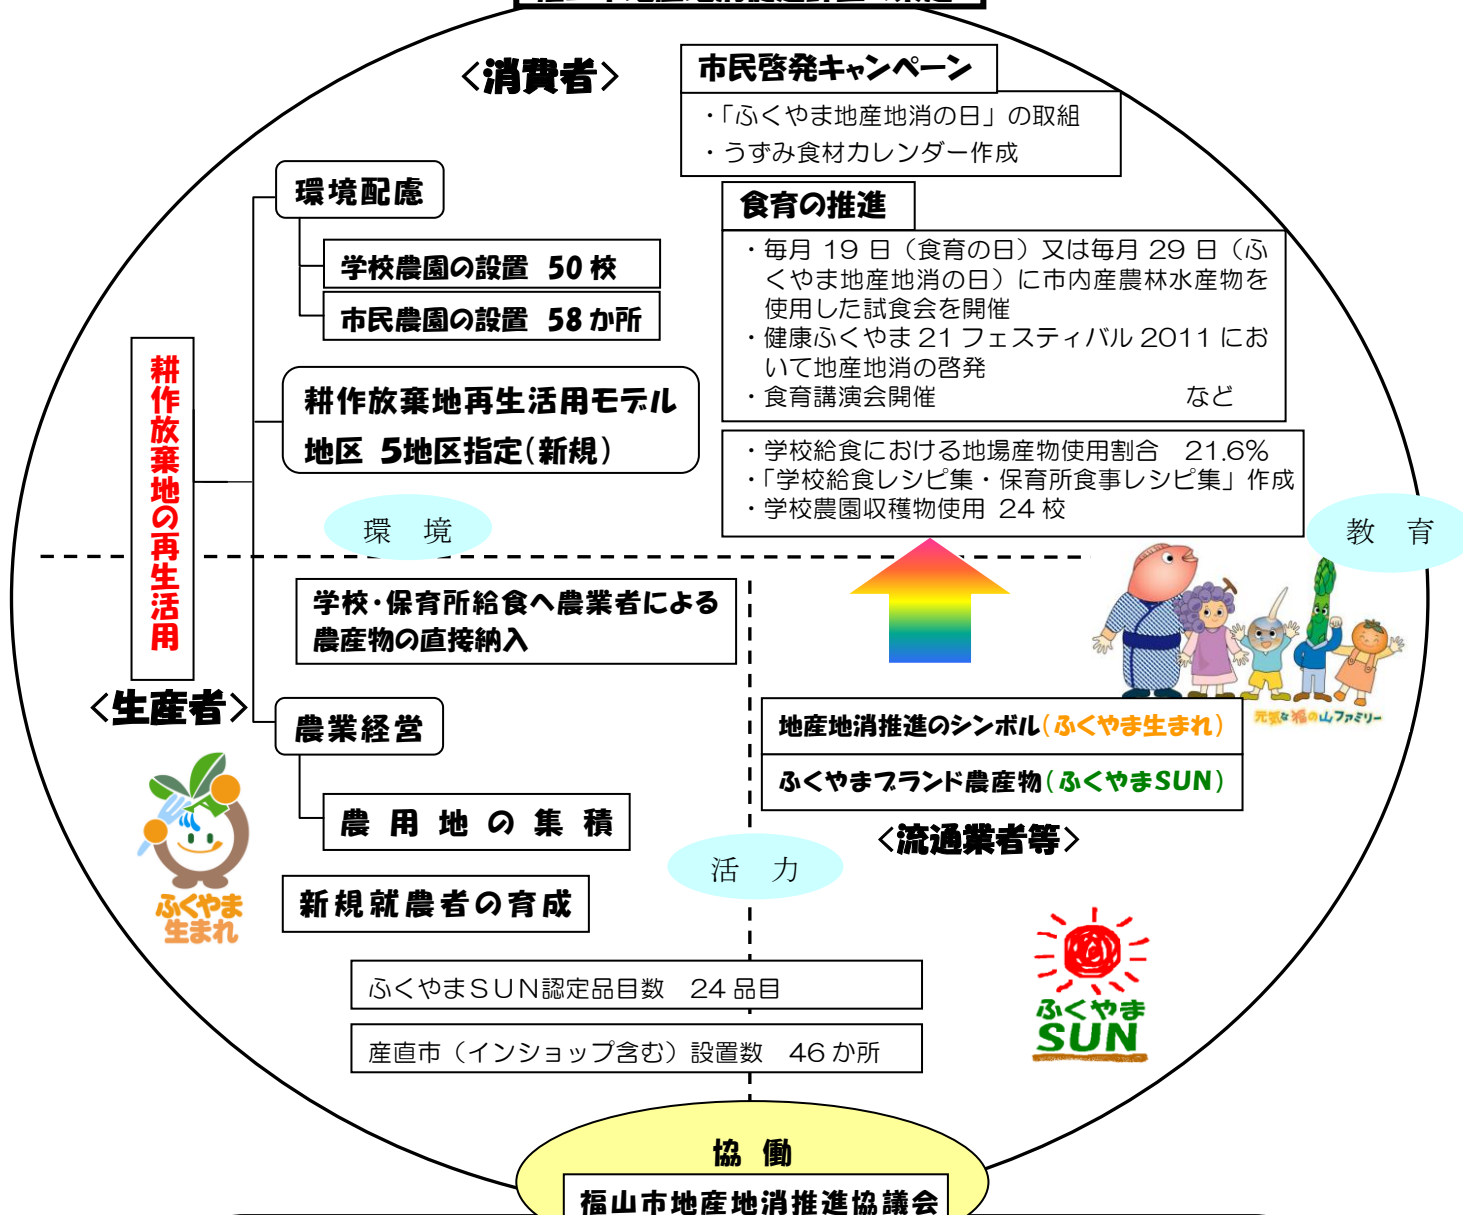 <消費者>
市民啓発キャンペーン
・「ふくやま地産地消の日」の取組
・うずみ食材カレンダー作成
環境配慮
学校農園の設置 50校
市民農園の設置 58か所
食育の推進
・毎月 19 日（食育の日）又は毎月 29 日（ふ
くやま地産地消の日）に市内産農林水産物を
使用した試食会を開催
・健康ふくやま 21 フェスティバル 2011 にお
いて地産地消の啓発
・食育講演会開催 など
耕作放棄地の再生活用
耕作放棄地再生活用モデル
地区 5地区指定(新規)
・学校給食における地場産物使用割合 21.6%
・「学校給食レシピ集・保育所食事レシピ集」作成
・学校農園収穫物使用 24 校
環 境
教 育
学校・保育所給食へ農業者による
農産物の直接納入
<生産者>
農業経営
農用地の集積
新規就農者の育成
元気な福の山ファミリー
地産地消推進のシンボル(ふくやま生まれ)
ふくやまブランド農産物(ふくやまSUN)
<流通業者等>
活 力
ふくやま
生まれ
ふくやまＳＵＮ認定品目数 24 品目
産直市（インショップ含む）設置数 46 か所
ふくやま
SUN
協 働
福山市地産地消推進協議会